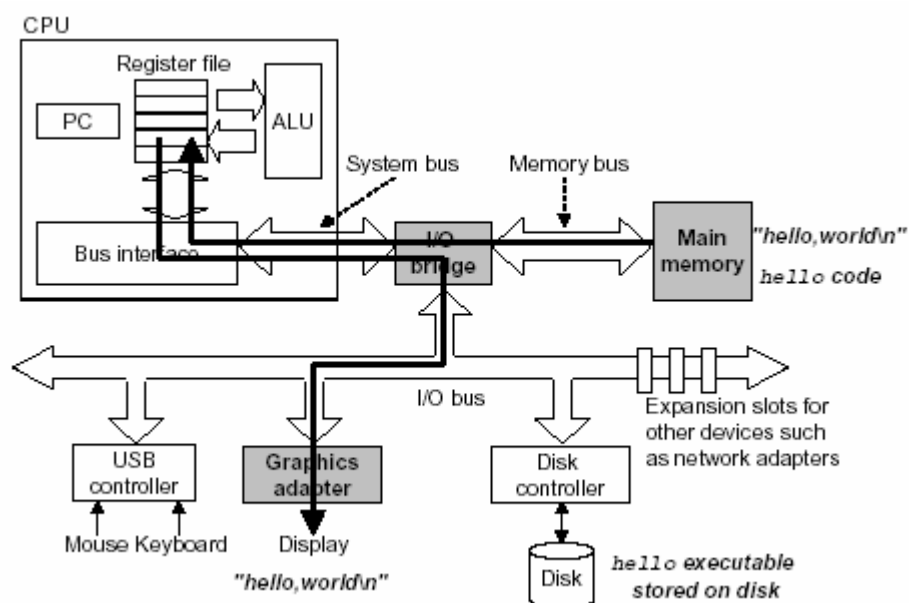 CPU
Register file
PC
ALU
System bus
Memory bus
Bus interface
I/O
bridge
Main
memory
"hello,world\n"
hello code
I/O bus
Expansion slots for
other devices such
as network adapters
USB
controller
Graphics
adapter
Disk
controller
Mouse Keyboard
Display
"hello,world\n"
Disk
hello executable
stored on disk